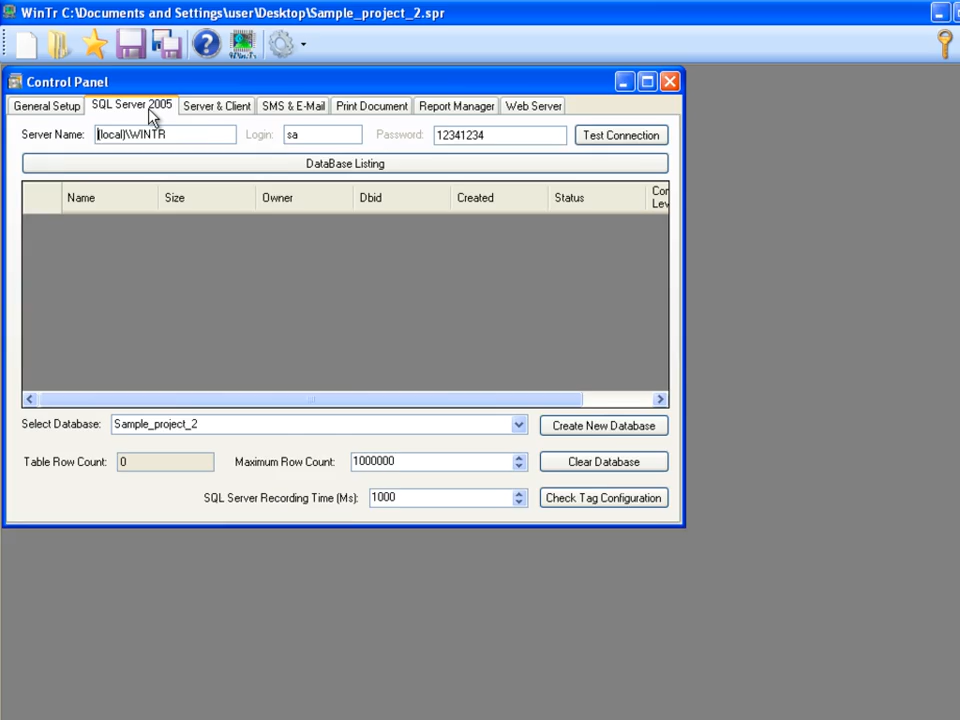 WinTr C:\Documents and Settings\user\Desktop\Sample_project_2.spr
WinTr
Control Panel
General Setup SQL Server 2005 Server & Client SMS & E-Mail Print Document Report Manager Web Server
Server Name: (local)\WINTR Login: sa Password: 12341234 Test Connection
DataBase Listing
Name Size Owner Dbid Created Status
Select Database: Sample_project_2 Create New Database
Table Row Count: 0 Maximum Row Count: 1000000 Clear Database
SQL Server Recording Time (Ms): 1000 Check Tag Configuration